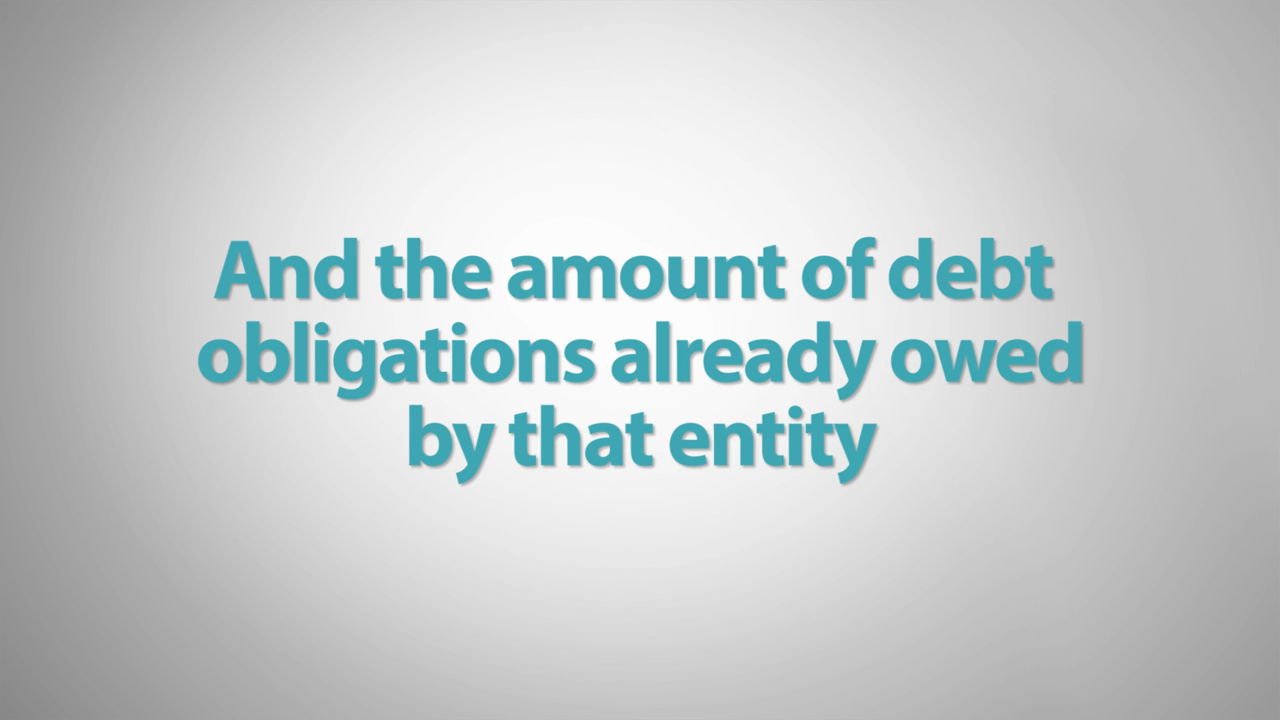 And the amount of debt
obligations already owed
by that entity